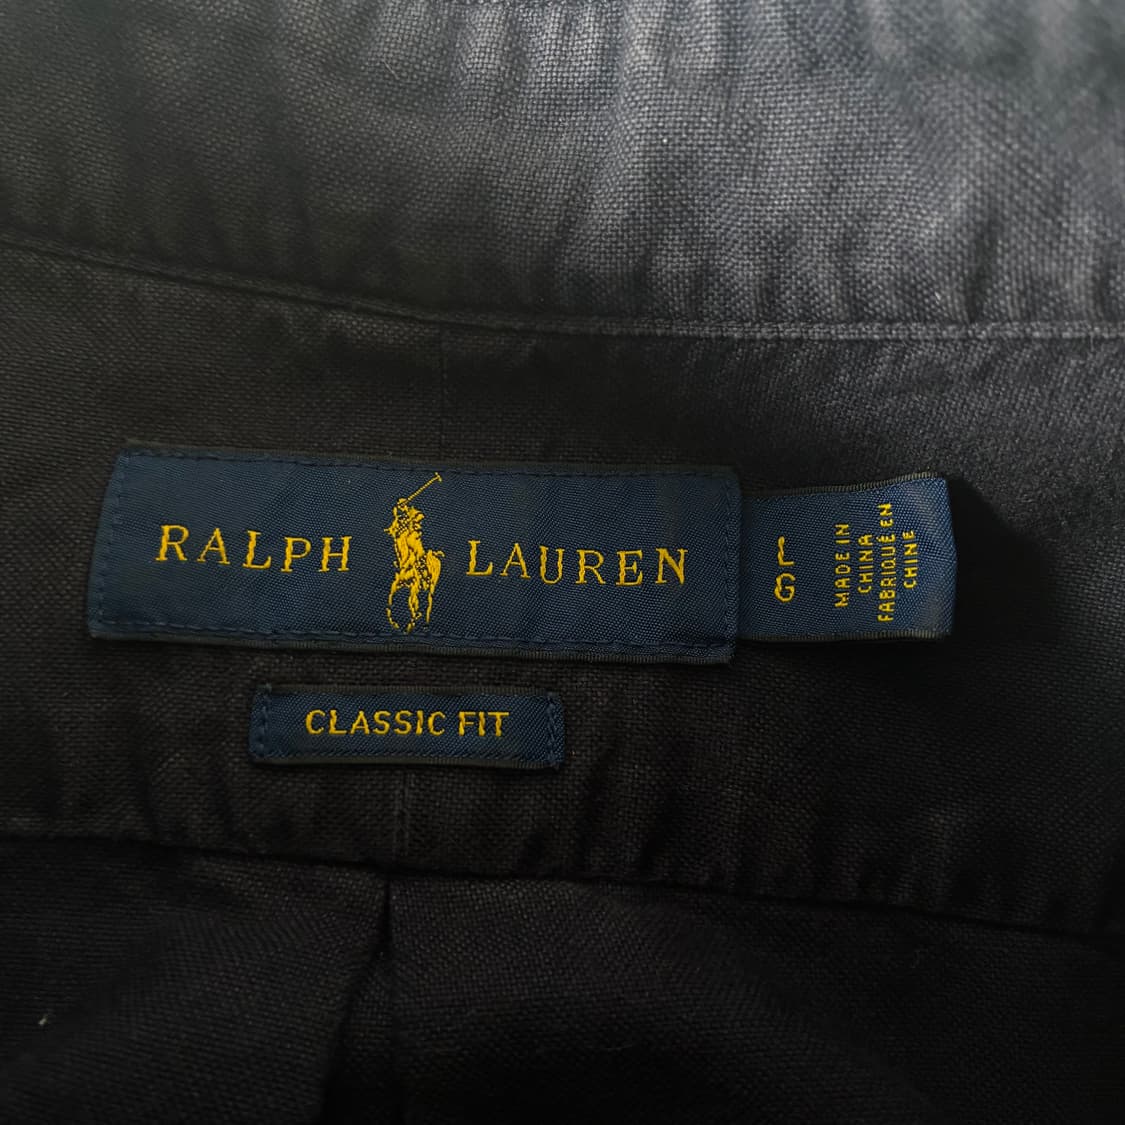 RALPH LAUREN
L
G
MADE IN
CHINA
FABRIQUÉ EN
CHINE
CLASSIC FIT